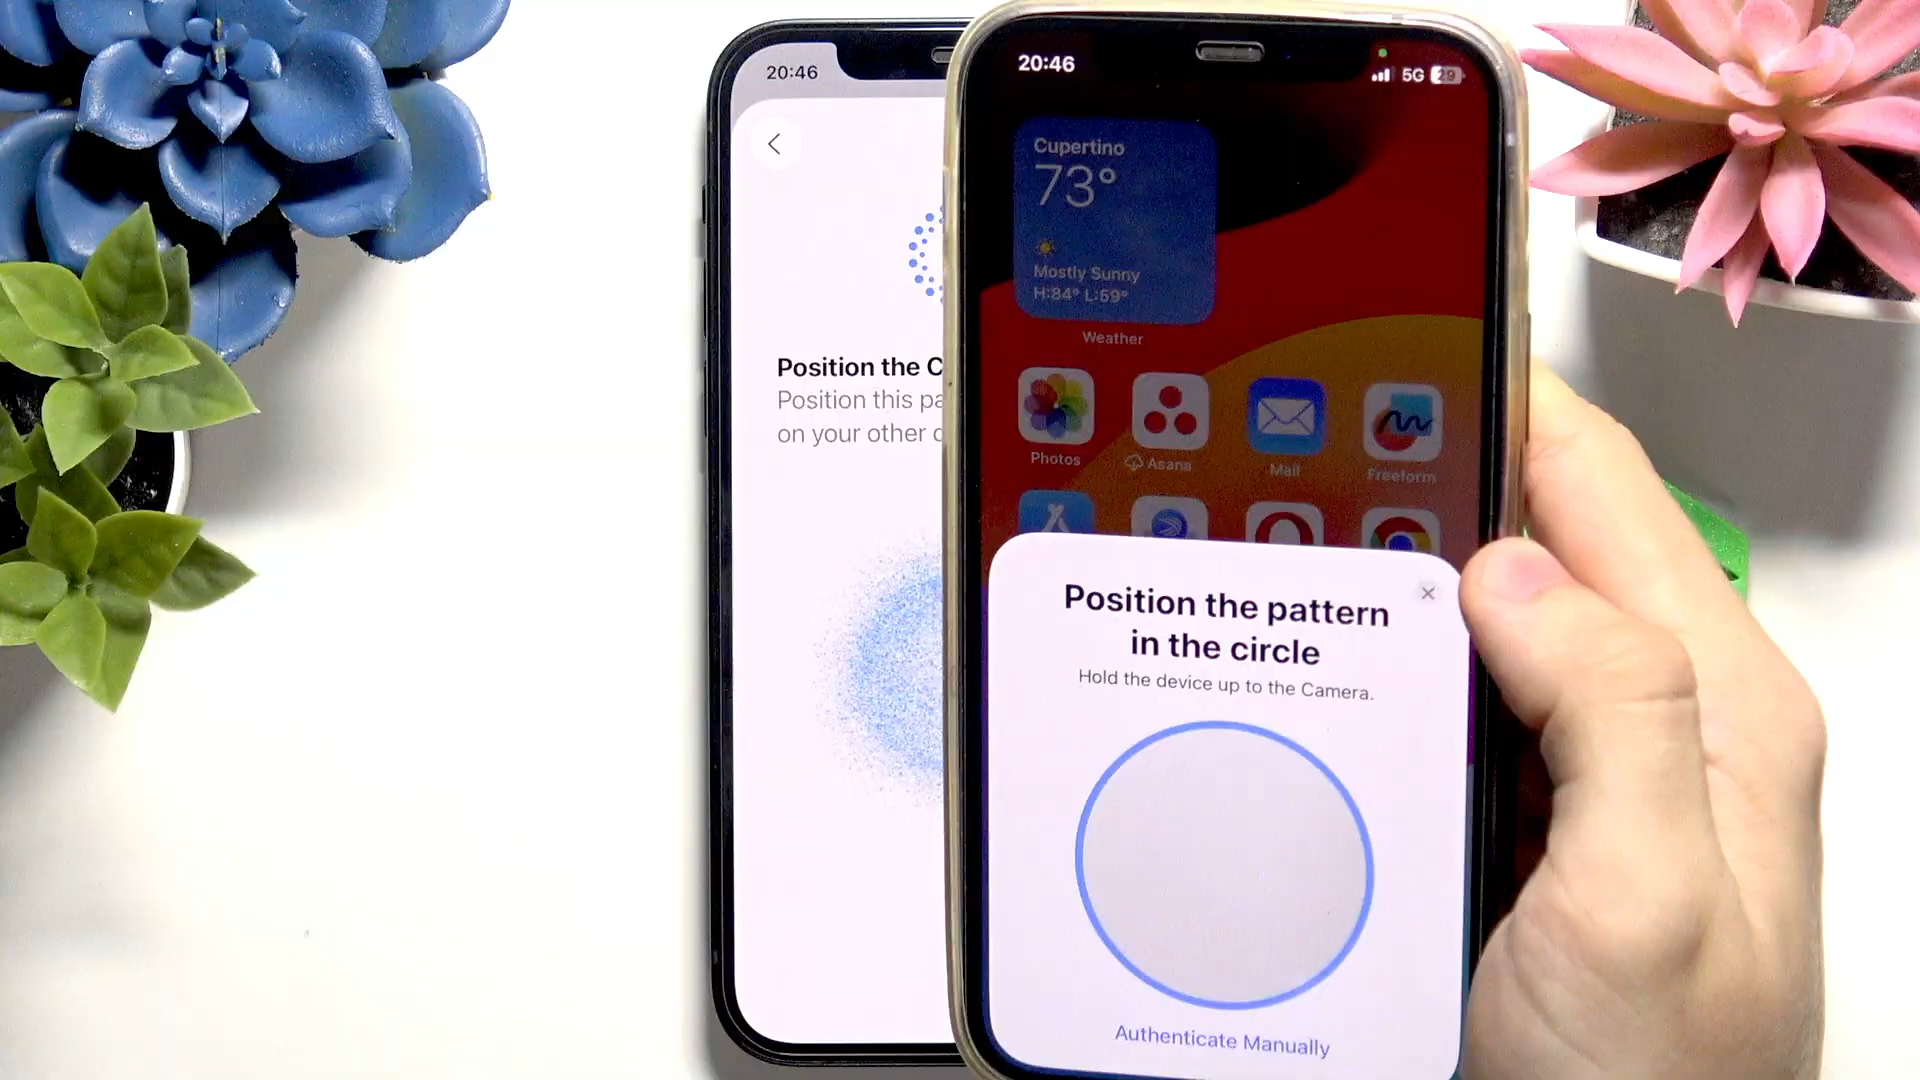 20:46
Position the C
Position this pa
on your other
20:46
5G 29
Cupertino
73°
Mostly Sunny
H:84° L:59°
Weather
Photos
Asana
Mail
Freeform
Position the pattern
in the circle
Hold the device up to the Camera.
Authenticate Manually